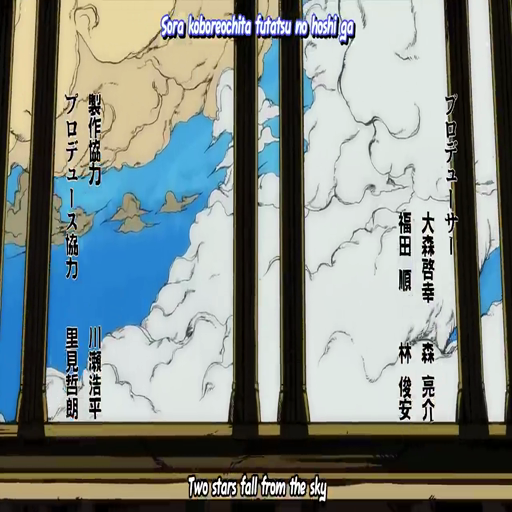 Sora koboreochita futatsu no hoshi ga
プロデューサー
大森啓幸 森 亮介
福田 順 林 俊安
製作協力 川瀬浩平
プロデュース協力 里見哲朗
Two stars fall from the sky